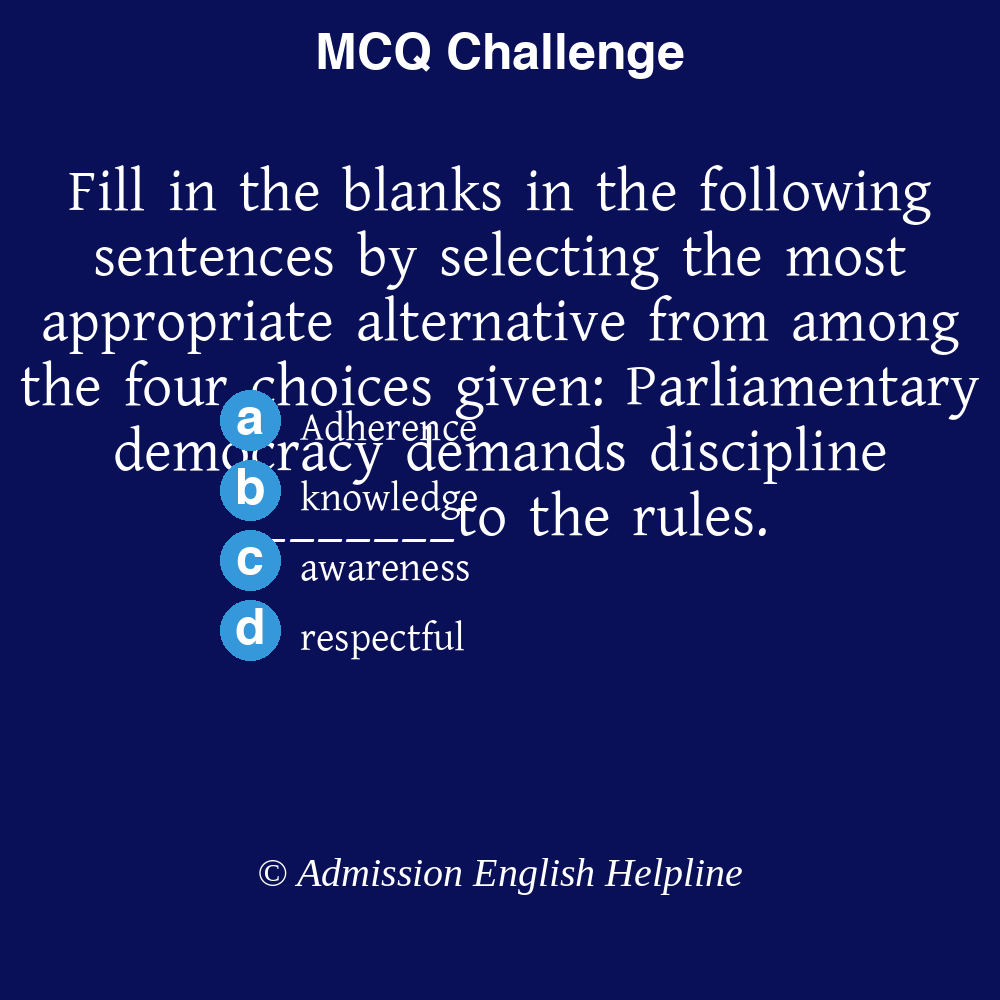 MCQ Challenge
Fill in the blanks in the following
sentences by selecting the most
appropriate alternative from among
the four choices given: Parliamentary
democracy demands discipline
_______to the rules.
a Adherence
b knowledge
c awareness
d respectful
© Admission English Helpline